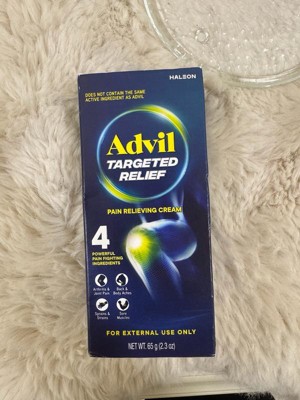 HALEON
DOES NOT CONTAIN THE SAME
ACTIVE INGREDIENT AS ADVIL
Advil
TARGETED
RELIEF
PAIN RELIEVING CREAM
4
POWERFUL
PAIN FIGHTING
INGREDIENTS
Arthritis &
Joint Pain
Back &
Body Aches
Sprains &
Strains
Sore
Muscles
FOR EXTERNAL USE ONLY
NET WT. 65 g (2.3 oz)